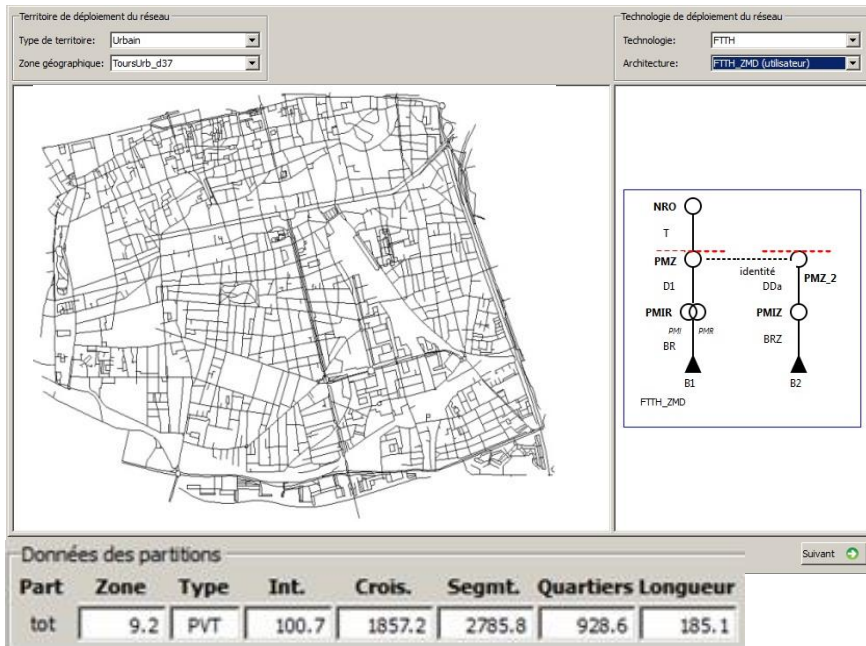 Territoire de déploiement du réseau
Type de territoire: Urbain
Zone géographique: ToursUrb_d37
Technologie de déploiement du réseau
Technologie: FTTH
Architecture: FTTH_ZMD (utilisateur)
NRO
T
PMZ
identité
PMZ_2
D1
DDa
PMIR
PMIZ
PMI PMR
BR
BRZ
B1
B2
FTTH_ZMD
Suivant
Données des partitions
Part Zone Type Int. Crois. Segmt. Quartiers Longueur
tot 9.2 PVT 100.7 1857.2 2785.8 928.6 185.1